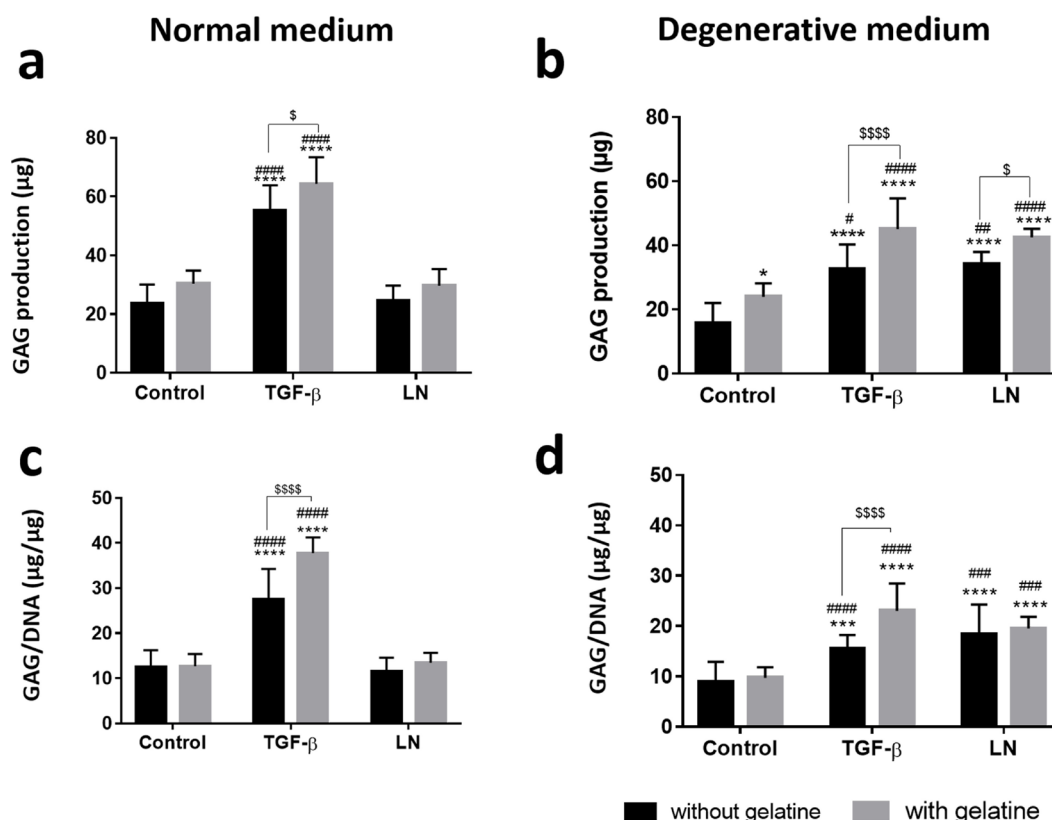 Normal medium
Degenerative medium
a
$
####
****
####
****
80
60
40
20
0
GAG production (µg)
Control
TGF-β
LN
b
$$$$
####
****
#
****
*
$
##
****
####
****
80
60
40
20
0
GAG production (µg)
Control
TGF-β
LN
c
$$$$
####
****
####
****
50
40
30
20
10
0
GAG/DNA (µg/µg)
Control
TGF-β
LN
d
$$$$
####
***
####
****
###
****
###
****
50
40
30
20
10
0
GAG/DNA (µg/µg)
Control
TGF-β
LN
without gelatine
with gelatine